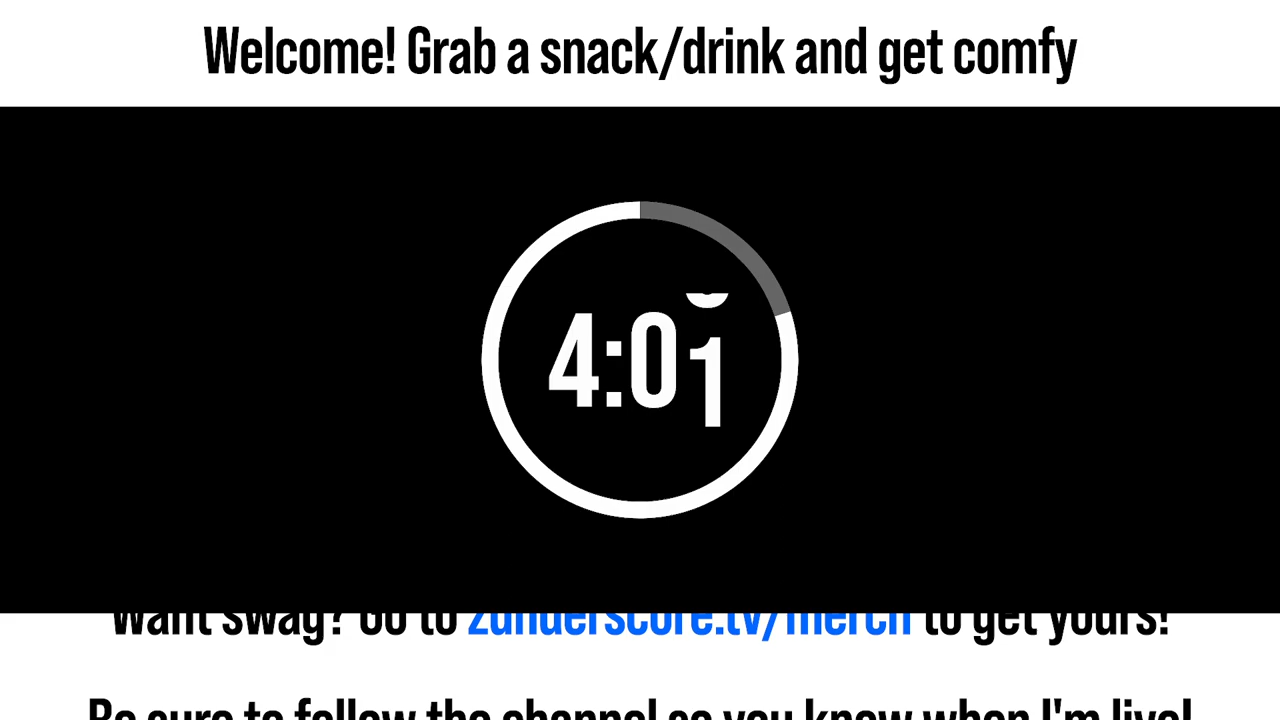 Welcome! Grab a snack/drink and get comfy
4:01
Want swag? Go to zunderscore.tv/merch to get yours!
Be sure to follow the channel so you know when I'm live!